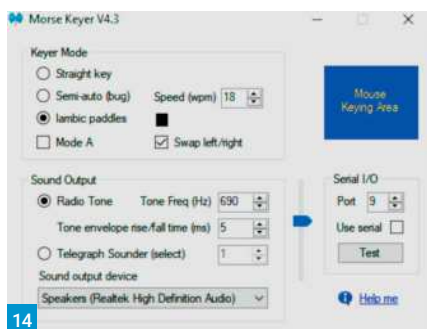 Morse Keyer V4.3
Keyer Mode
Straight key
Semi-auto (bug) Speed (wpm) 18
Iambic paddles
Mode A Swap left/right
Mouse
Keying Area
Sound Output
Radio Tone Tone Freq (Hz) 690
Tone envelope rise/fall time (ms) 5
Telegraph Sounder (select) 1
Sound output device
Speakers (Realtek High Definition Audio)
Serial I/O
Port 9
Use serial
Test
Help me
14